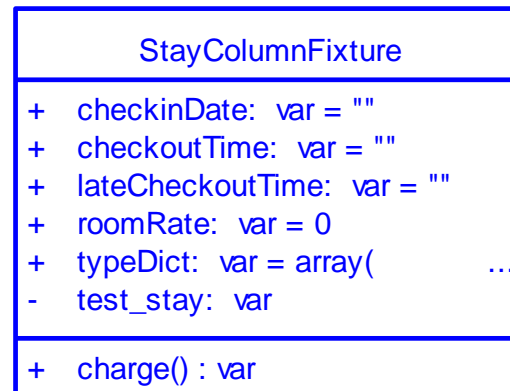 StayColumnFixture
+ checkinDate: var = ""
+ checkoutTime: var = ""
+ lateCheckoutTime: var = ""
+ roomRate: var = 0
+ typeDict: var = array( ...
- test_stay: var
+ charge() : var